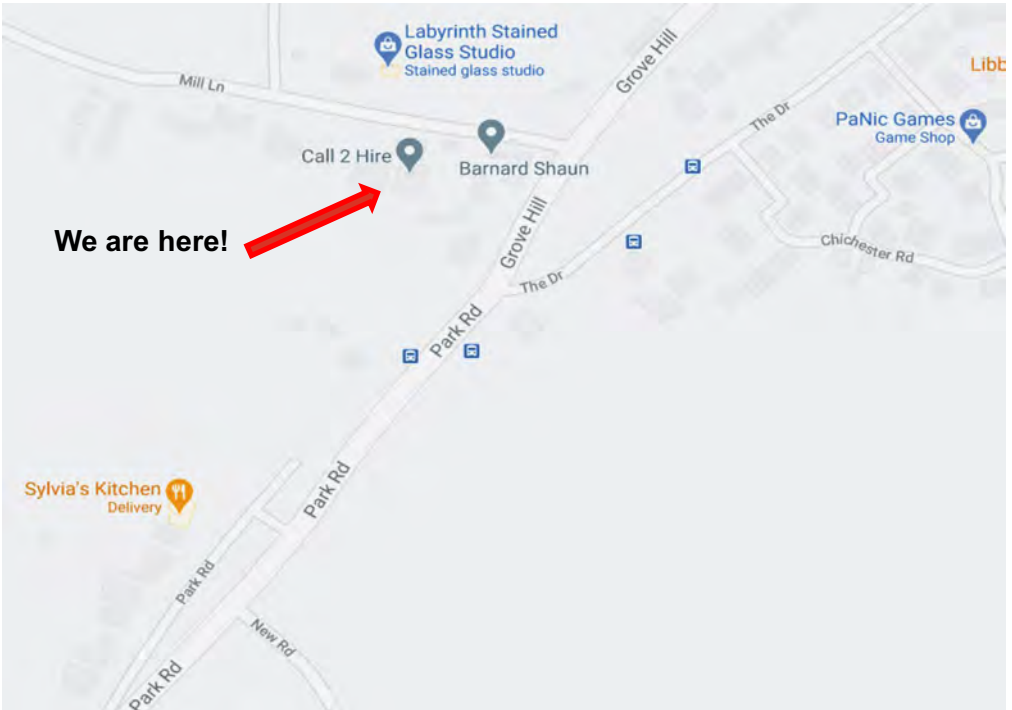 Labyrinth Stained
Glass Studio
Stained glass studio
Grove Hill
Libb
Mill Ln
The Dr
PaNic Games
Game Shop
Call 2 Hire
Barnard Shaun
We are here!
Grove Hill
Chichester Rd
The Dr
Park Rd
Park Rd
Sylvia's Kitchen
Delivery
Park Rd
New Rd
Park Rd